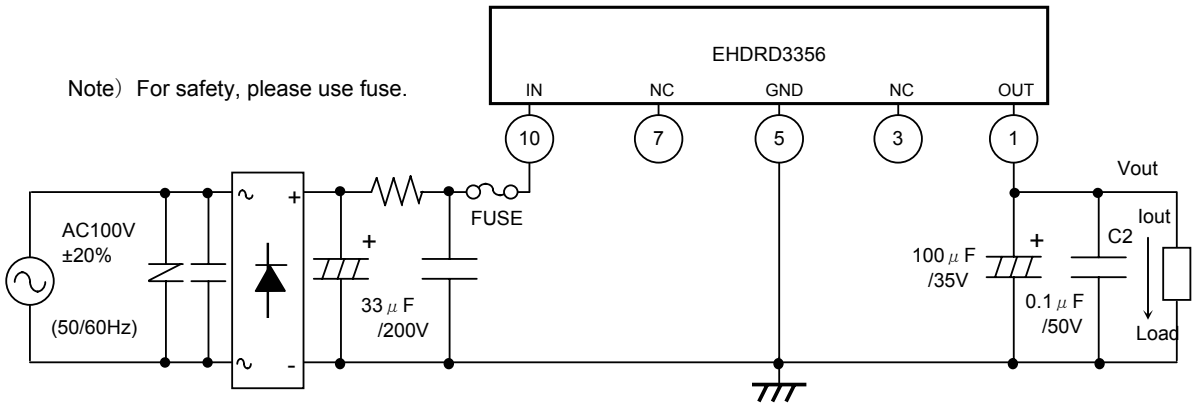 EHDRD3356
Note）For safety, please use fuse.
IN NC GND NC OUT
10 7 5 3 1
Vout
~ +
FUSE
AC100V
±20%
Iout
+
+
C2
100μF
/35V
33μF
/200V
0.1μF
/50V
(50/60Hz)
Load
~ -